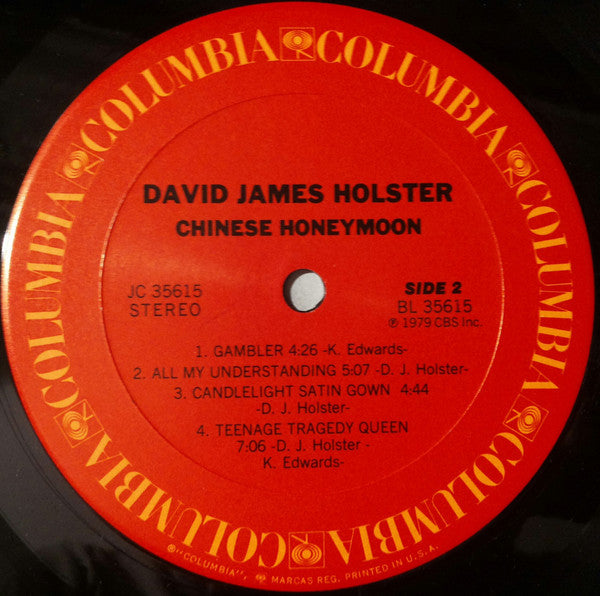 COLUMBIA COLUMBIA COLUMBIA COLUMBIA COLUMBIA COLUMBIA
DAVID JAMES HOLSTER
CHINESE HONEYMOON
JC 35615
STEREO
SIDE 2
BL 35615
℗ 1979 CBS Inc.
1. GAMBLER 4:26 -K. Edwards-
2. ALL MY UNDERSTANDING 5:07 -D. J. Holster-
3. CANDLELIGHT SATIN GOWN 4:44
-D. J. Holster-
4. TEENAGE TRAGEDY QUEEN
7:06 -D. J. Holster -
K. Edwards-
®"COLUMBIA", MARCAS REG. PRINTED IN U.S.A.